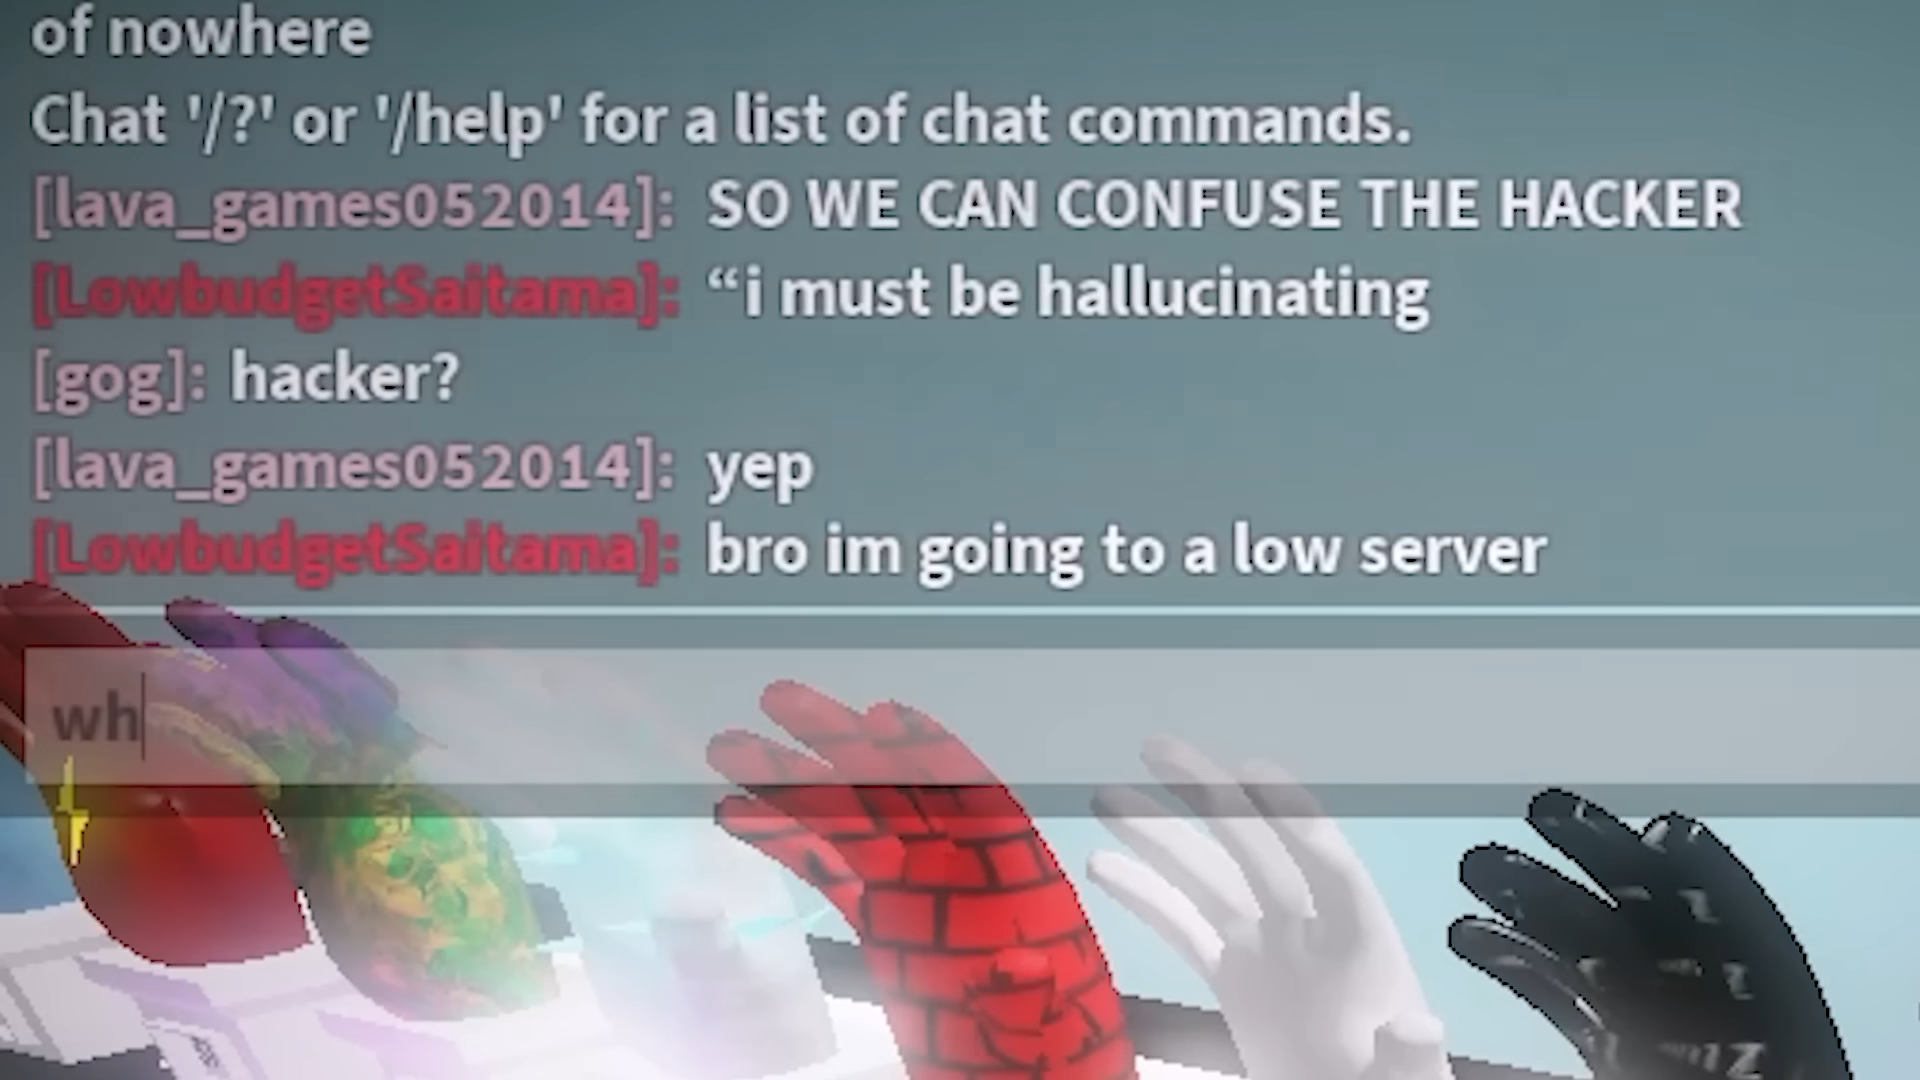 of nowhere
Chat '/?' or '/help' for a list of chat commands.
[lava_games052014]: SO WE CAN CONFUSE THE HACKER
[LowbudgetSaitama]: “i must be hallucinating
[gog]: hacker?
[lava_games052014]: yep
[LowbudgetSaitama]: bro im going to a low server
wh